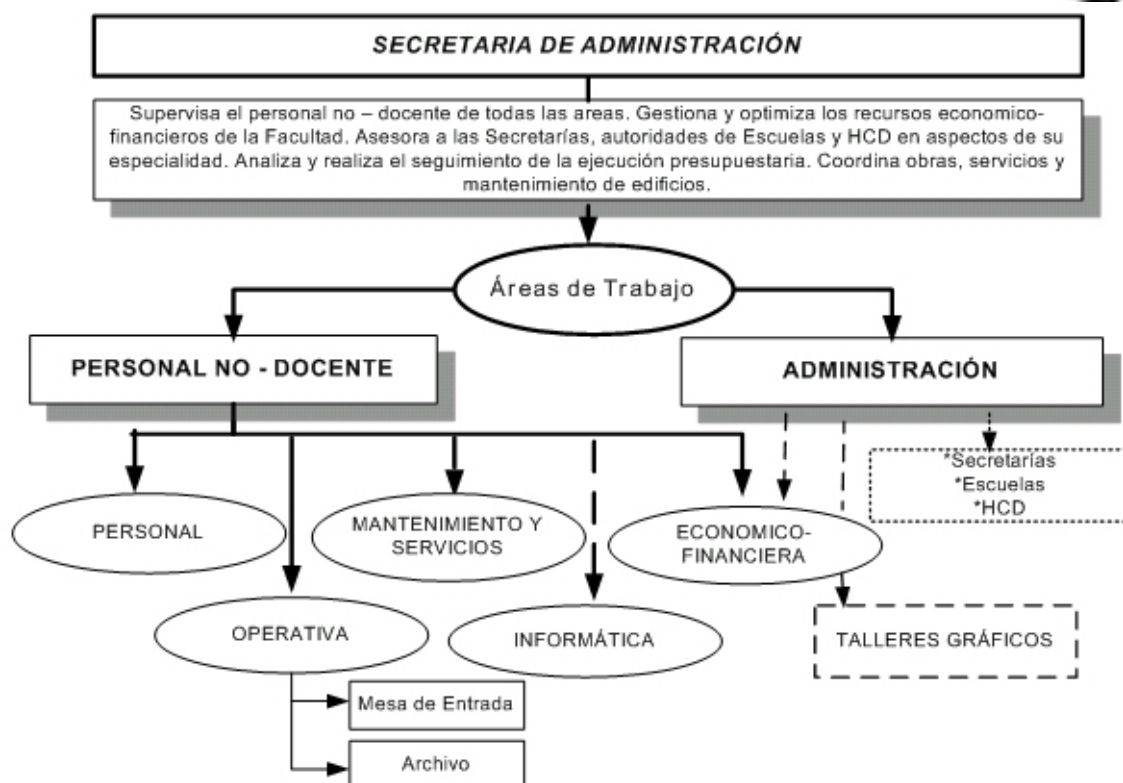 SECRETARIA DE ADMINISTRACIÓN
Supervisa el personal no – docente de todas las areas. Gestiona y optimiza los recursos economico-
financieros de la Facultad. Asesora a las Secretarías, autoridades de Escuelas y HCD en aspectos de su
especialidad. Analiza y realiza el seguimiento de la ejecución presupuestaria. Coordina obras, servicios y
mantenimiento de edificios.
Áreas de Trabajo
PERSONAL NO - DOCENTE
ADMINISTRACIÓN
*Secretarías
*Escuelas
*HCD
PERSONAL
MANTENIMIENTO Y
SERVICIOS
ECONOMICO-
FINANCIERA
OPERATIVA
INFORMÁTICA
TALLERES GRÁFICOS
Mesa de Entrada
Archivo